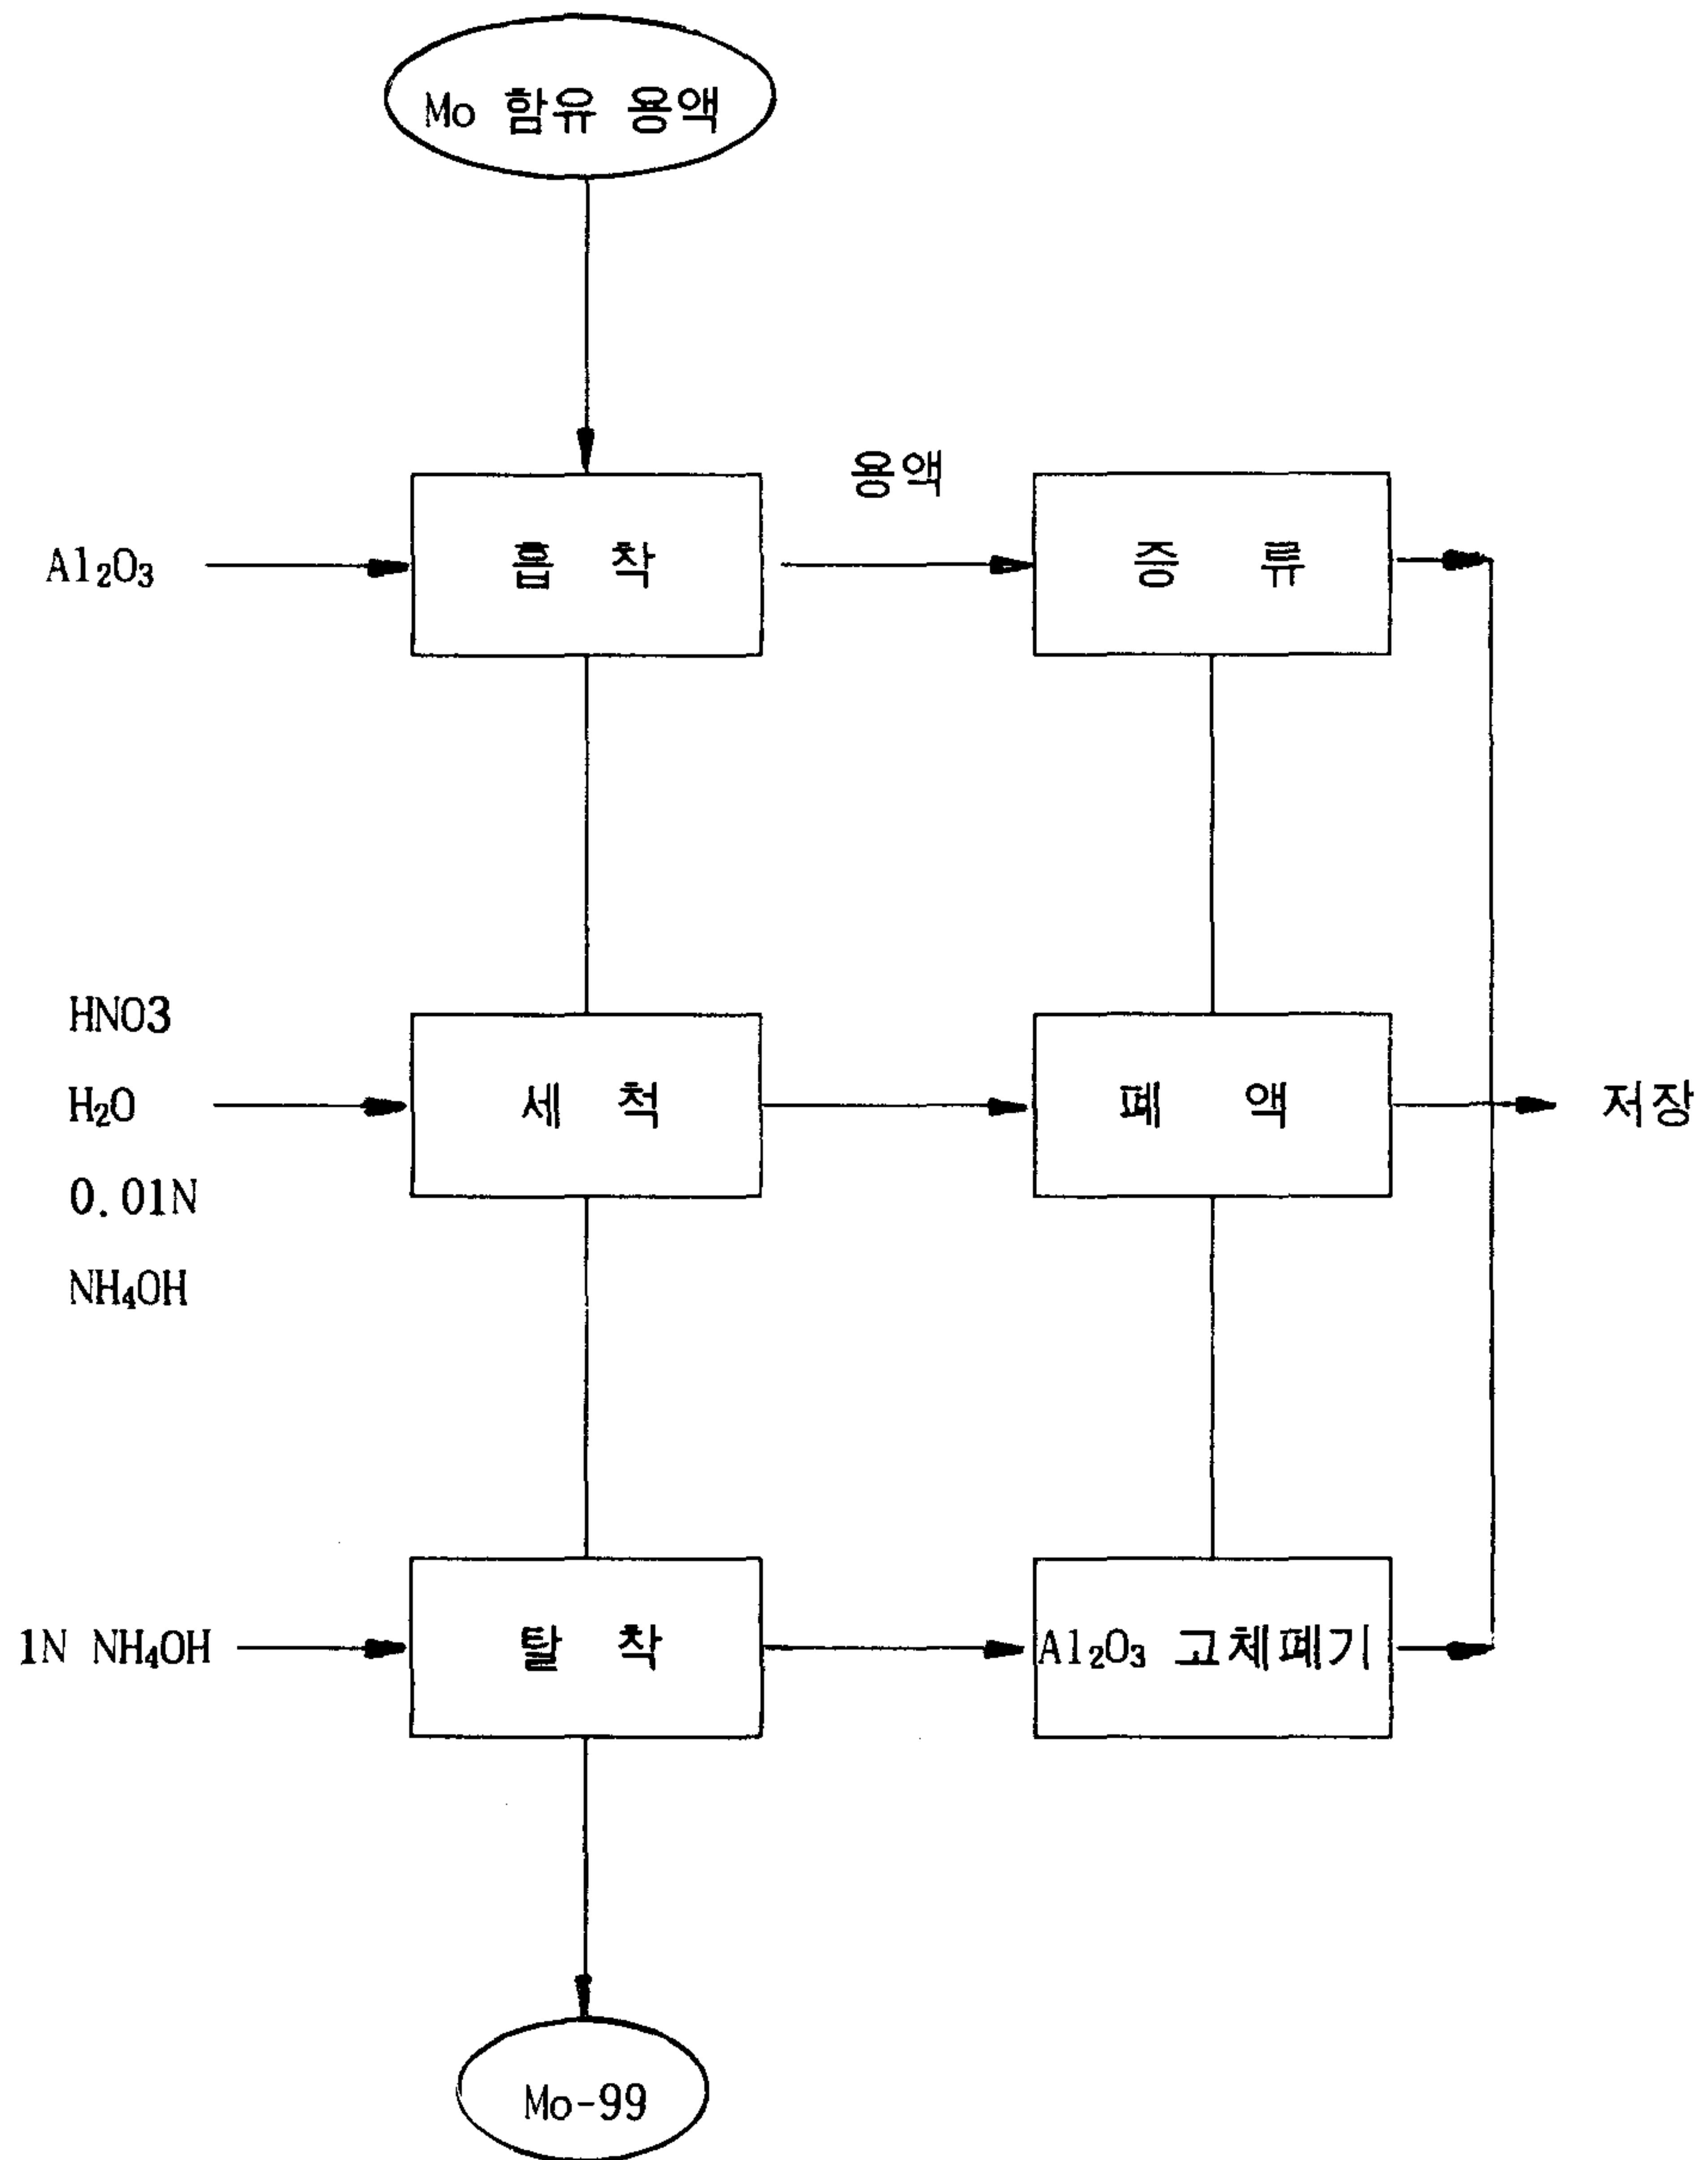 Mo 함유 용액
용액
Al₂O₃
흡 착
증 류
HNO3
H₂O
0.01N
NH₄OH
세 척
폐 액
저장
1N NH₄OH
탈 착
Al₂O₃ 고체폐기
Mo-99